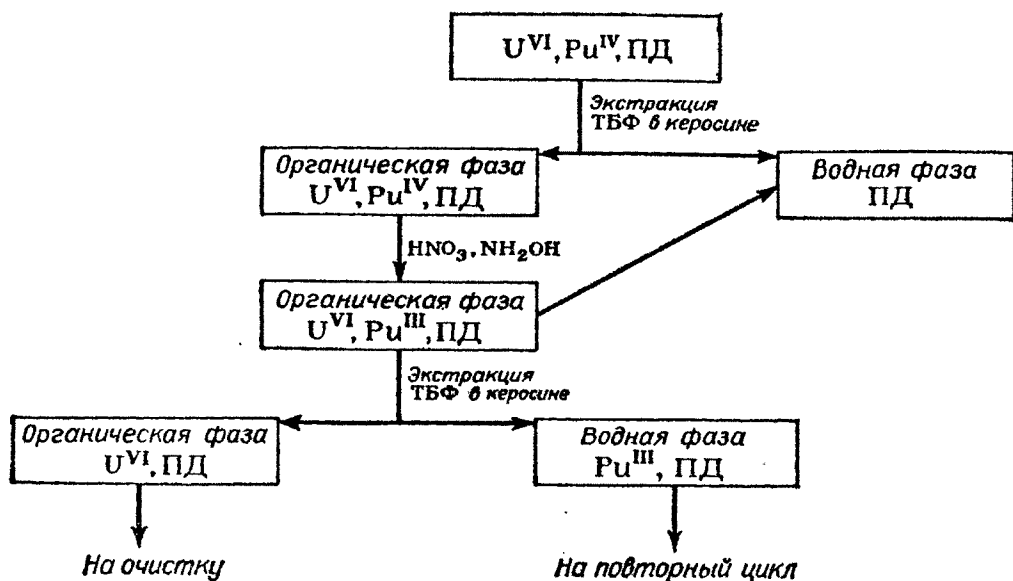 U^VI, Pu^IV, ПД
Экстракция
ТБФ в керосине
Органическая фаза
U^VI, Pu^IV, ПД
Водная фаза
ПД
HNO₃, NH₂OH
Органическая фаза
U^VI, Pu^III, ПД
Экстракция
ТБФ в керосине
Органическая фаза
U^VI, ПД
Водная фаза
Pu^III, ПД
На очистку
На повторный цикл